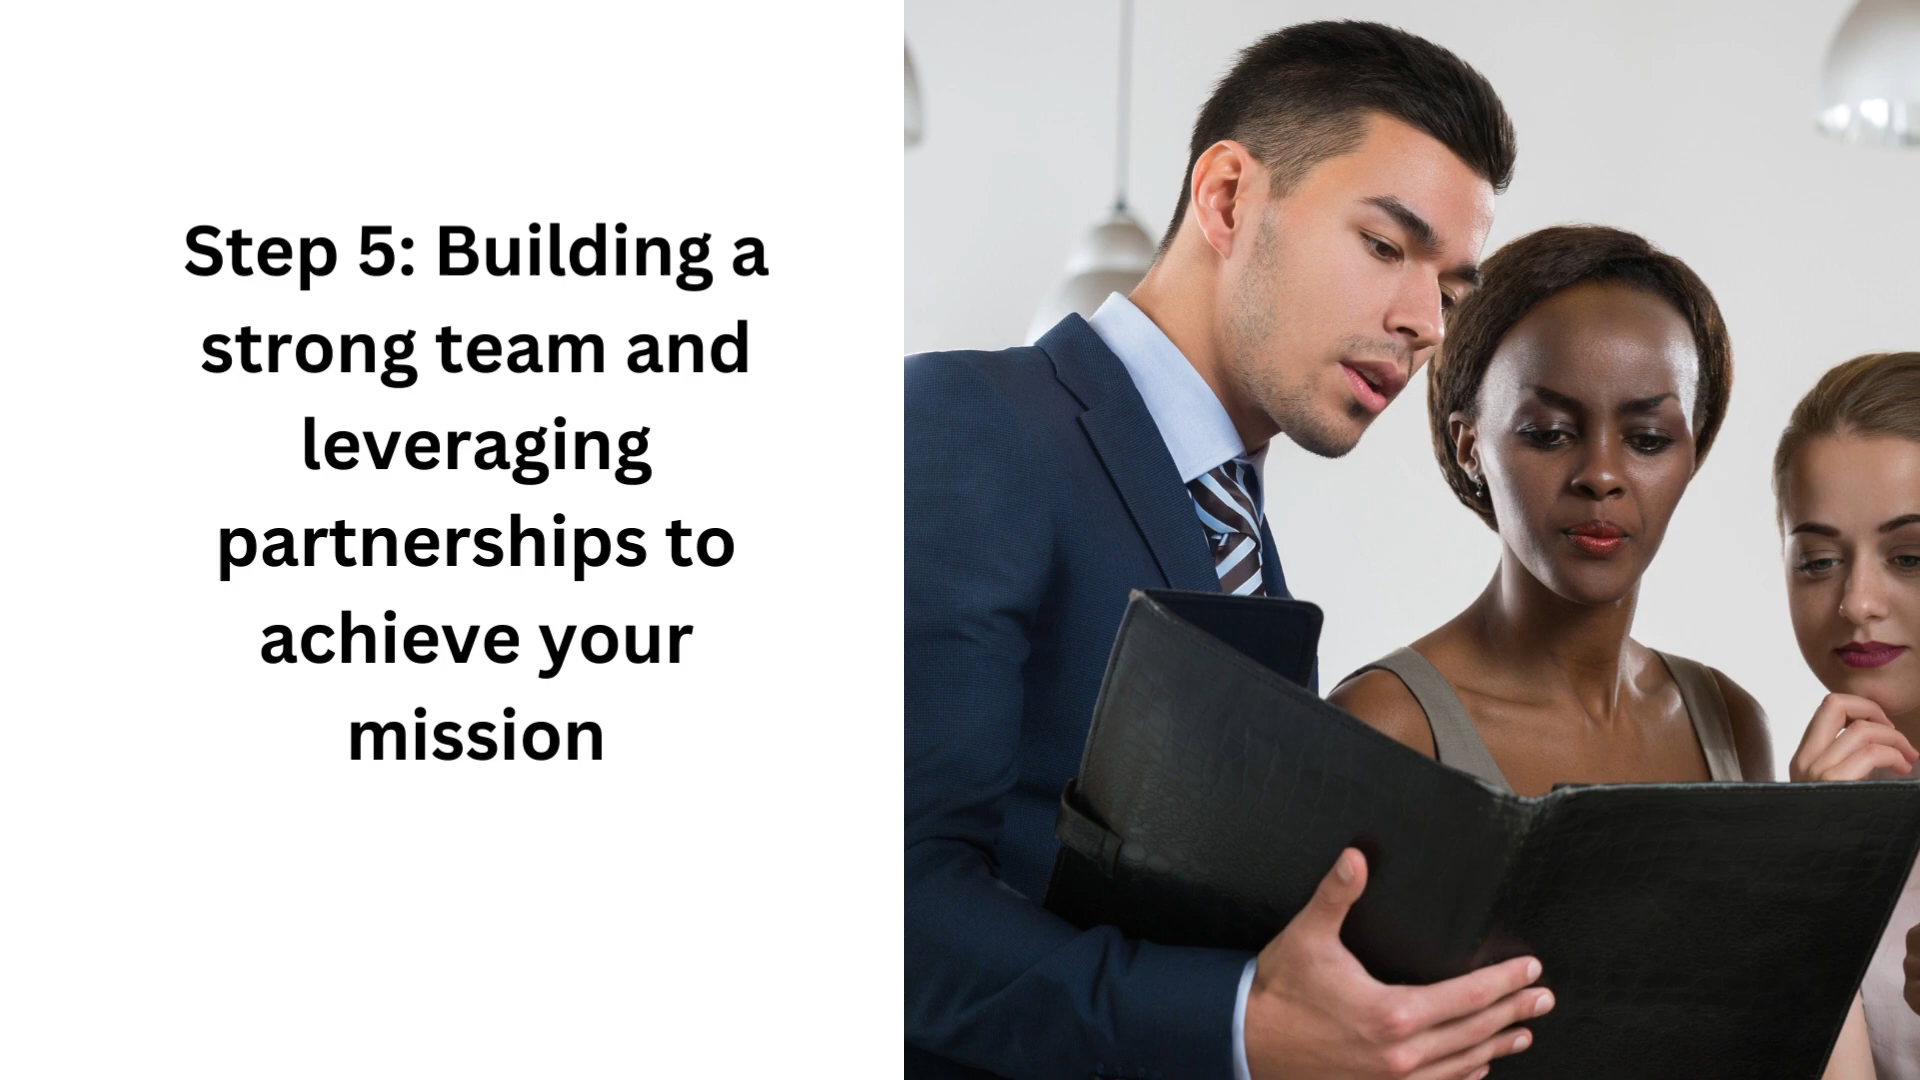 Step 5: Building a
strong team and
leveraging
partnerships to
achieve your
mission